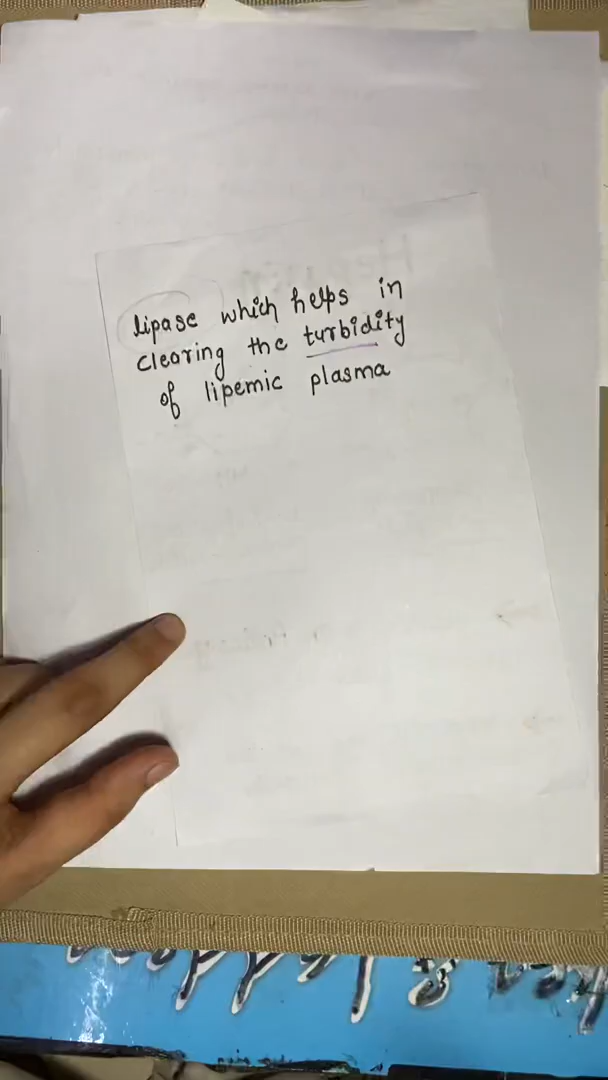 lipase which helps in
clearing the turbidity
of lipemic plasma